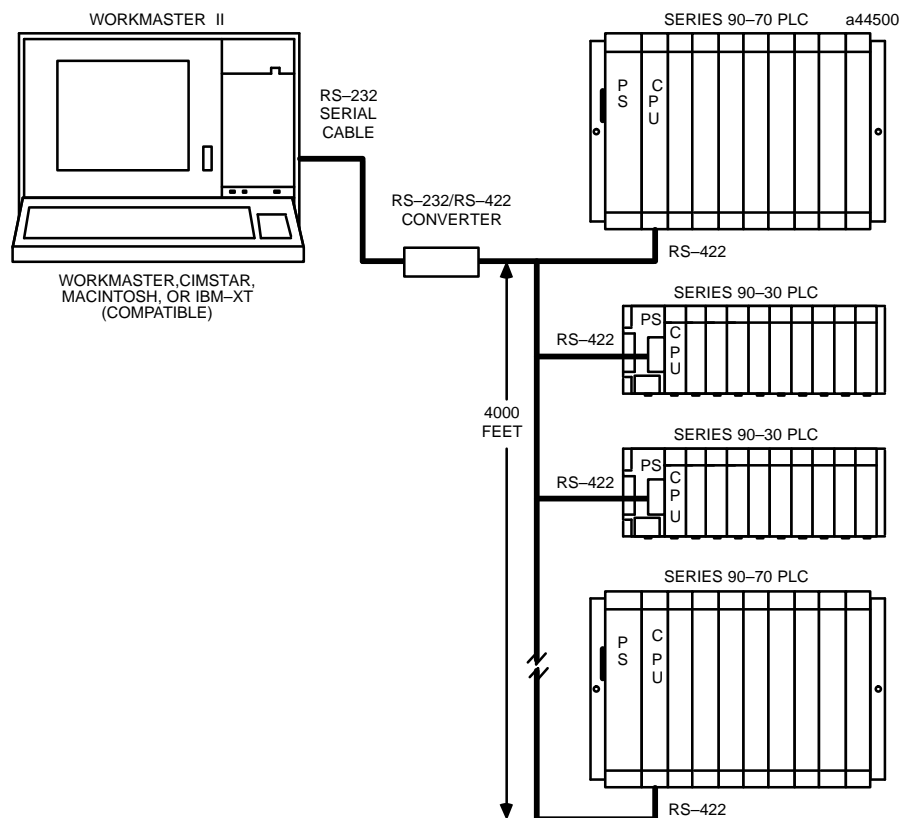 WORKMASTER II
SERIES 90–70 PLC
a44500
P
S
C
P
U
RS–232
SERIAL
CABLE
RS–232/RS–422
CONVERTER
RS–422
WORKMASTER,CIMSTAR,
MACINTOSH, OR IBM–XT
(COMPATIBLE)
SERIES 90–30 PLC
PS
C
P
U
RS–422
4000
FEET
SERIES 90–30 PLC
PS
C
P
U
RS–422
SERIES 90–70 PLC
P
S
C
P
U
RS–422